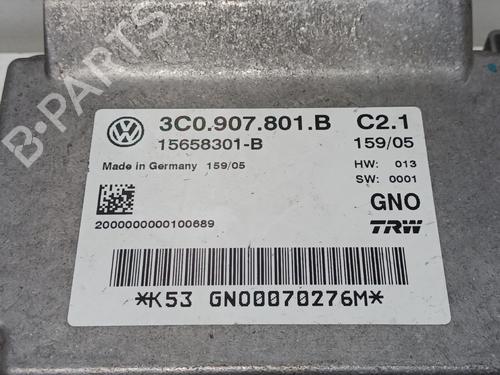 3C0.907.801.B C2.1
15658301-B 159/05
Made in Germany 159/05 HW: 013
SW: 0001
GNO
2000000000100689 TRW
*K53 GNO00070276M*
B-Parts